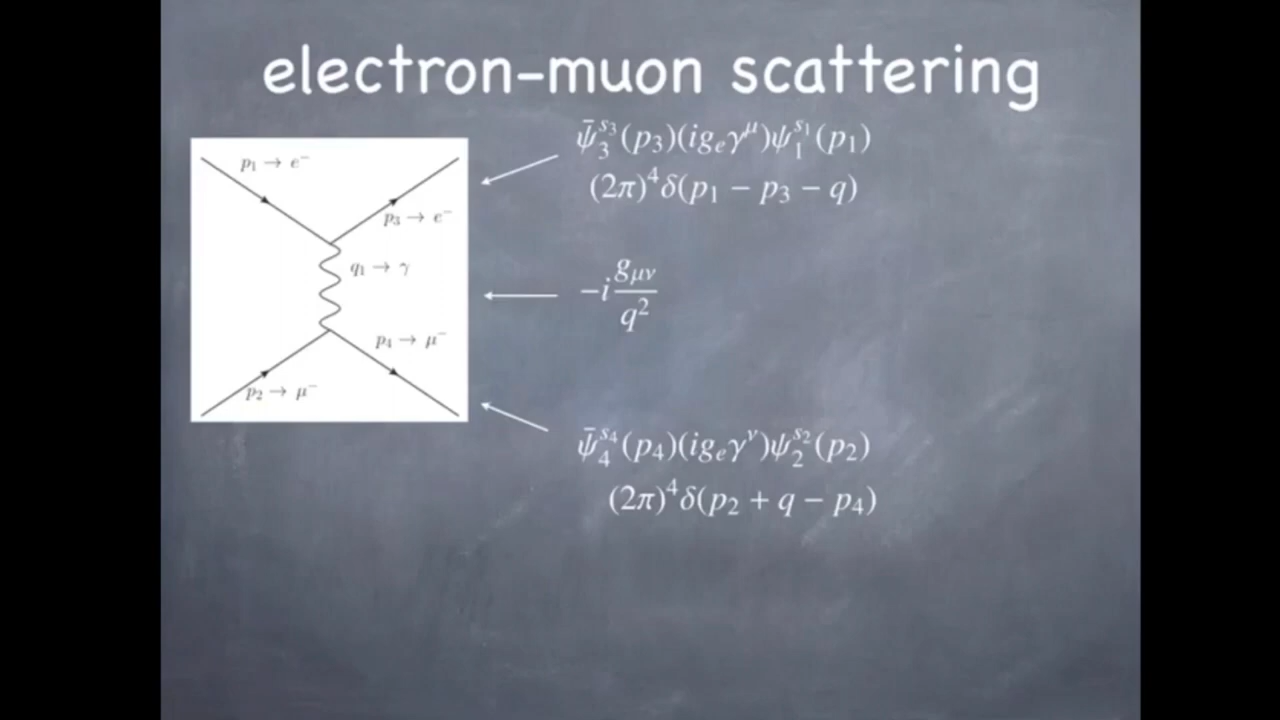 electron-muon scattering
p₁ → e⁻
p₃ → e⁻
q₁ → γ
p₄ → μ⁻
p₂ → μ⁻
ψ̄₃^{s₃}(p₃)(ig_eγ^μ)ψ₁^{s₁}(p₁)
(2π)⁴δ(p₁ − p₃ − q)
−i g_{μν}/q²
ψ̄₄^{s₄}(p₄)(ig_eγ^ν)ψ₂^{s₂}(p₂)
(2π)⁴δ(p₂ + q − p₄)